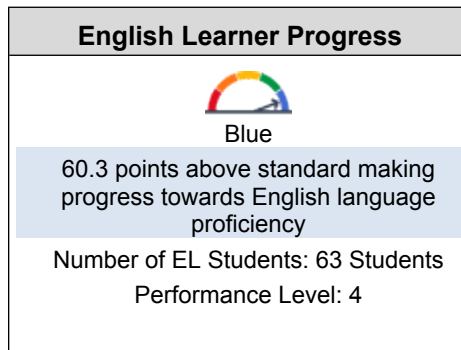 English Learner Progress
Blue
60.3 points above standard making
progress towards English language
proficiency
Number of EL Students: 63 Students
Performance Level: 4